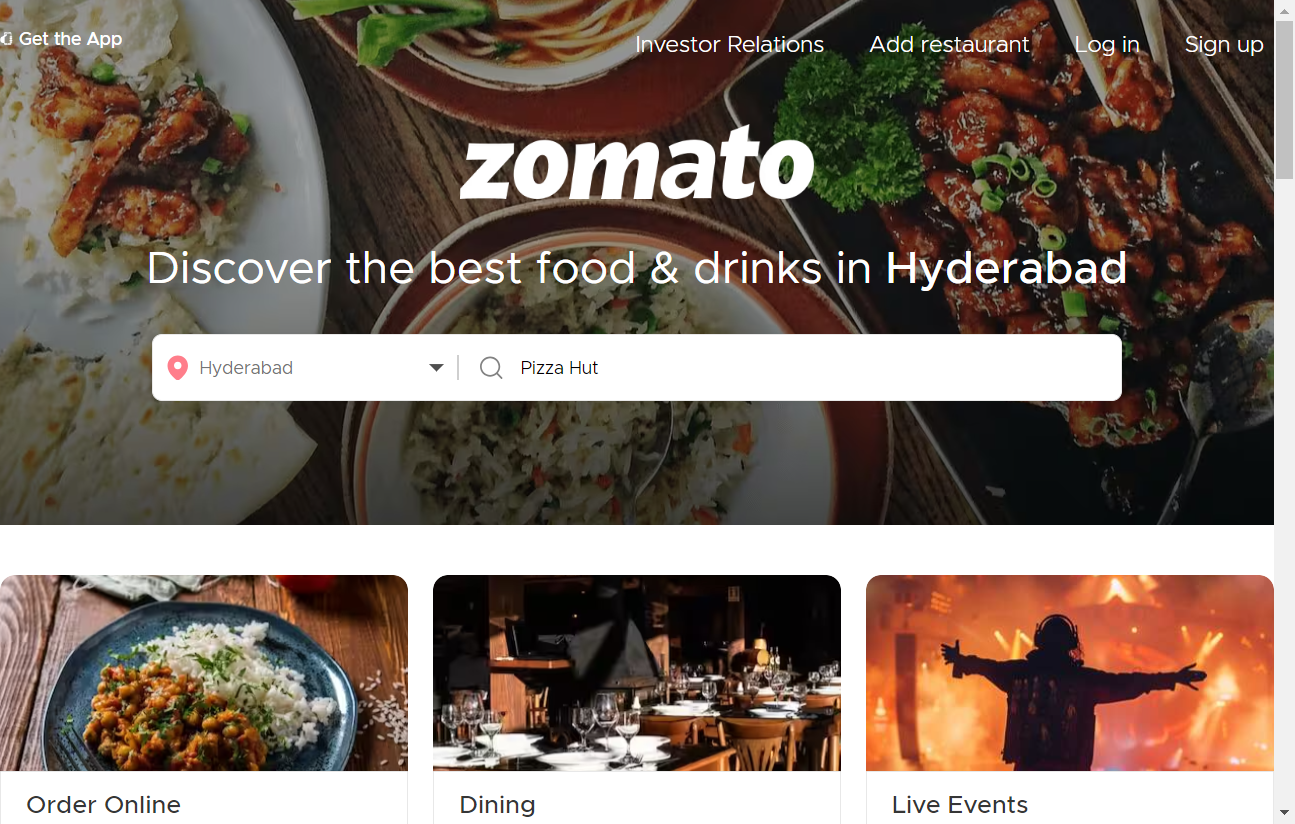 Get the App
Investor Relations
Add restaurant
Log in
Sign up
zomato
Discover the best food & drinks in Hyderabad
Hyderabad
Pizza Hut
Order Online
Dining
Live Events